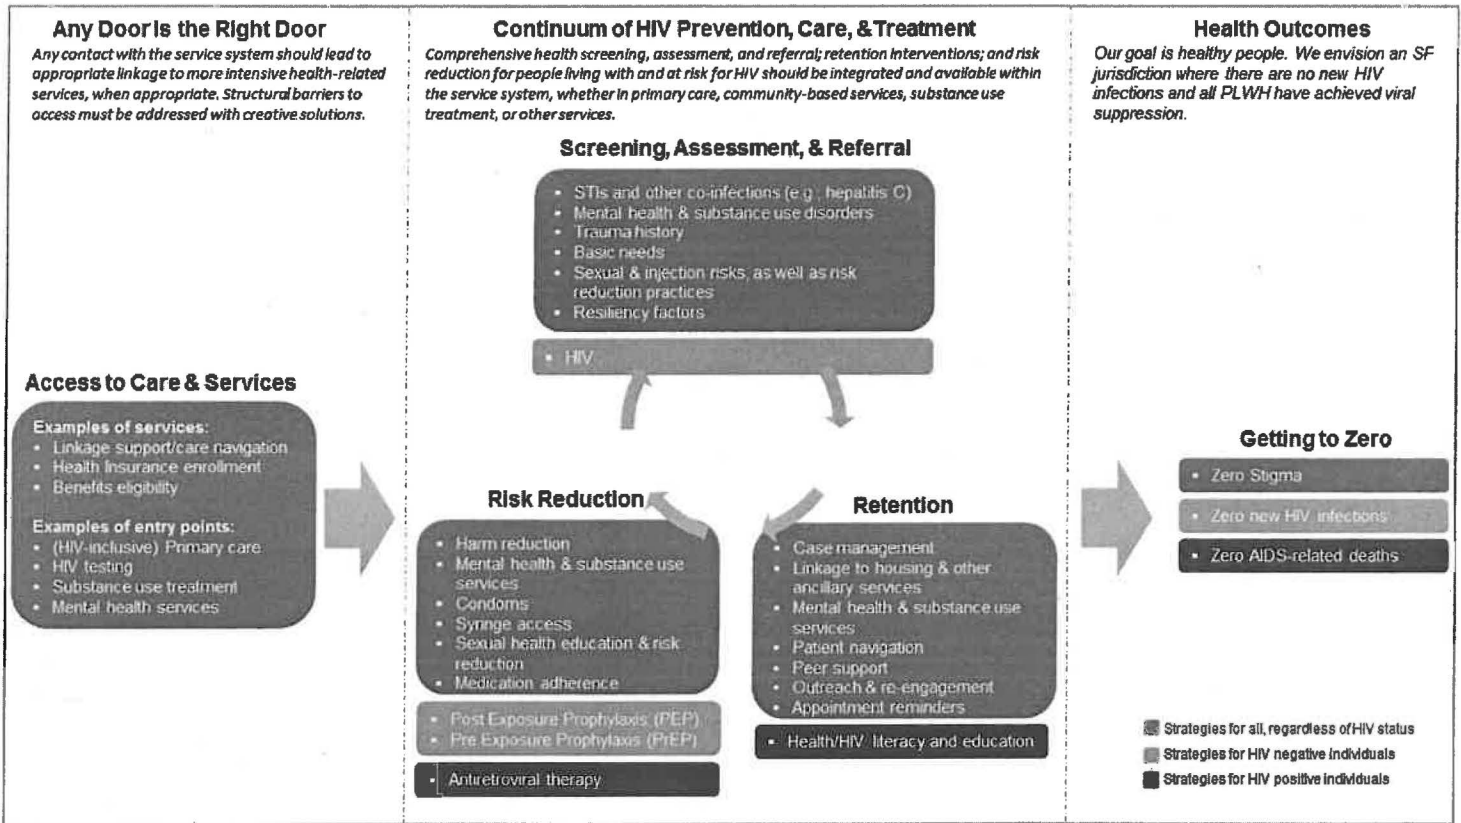 Any Door Is the Right Door
Any contact with the service system should lead to
appropriate linkage to more intensive health-related
services, when appropriate. Structural barriers to
access must be addressed with creative solutions.
Access to Care & Services
Examples of services:
• Linkage support/care navigation
• Health Insurance enrollment
• Benefits eligibility
Examples of entry points:
• (HIV-inclusive) Primary care
• HIV testing
• Substance use treatment
• Mental health services
Continuum of HIV Prevention, Care, & Treatment
Comprehensive health screening, assessment, and referral; retention interventions; and risk
reduction for people living with and at risk for HIV should be integrated and available within
the service system, whether in primary care, community-based services, substance use
treatment, or other services.
Screening, Assessment, & Referral
• STIs and other co-infections (e.g., hepatitis C)
• Mental health & substance use disorders
• Trauma history
• Basic needs
• Sexual & injection risks, as well as risk
reduction practices
• Resiliency factors
• HIV
Risk Reduction
• Harm reduction
• Mental health & substance use
services
• Condoms
• Syringe access
• Sexual health education & risk
reduction
• Medication adherence
• Post Exposure Prophylaxis (PEP)
• Pre Exposure Prophylaxis (PrEP)
• Antiretroviral therapy
Retention
• Case management
• Linkage to housing & other
ancillary services
• Mental health & substance use
services
• Patient navigation
• Peer support
• Outreach & re-engagement
• Appointment reminders
• Health/HIV literacy and education
Health Outcomes
Our goal is healthy people. We envision an SF
jurisdiction where there are no new HIV
infections and all PLWH have achieved viral
suppression.
Getting to Zero
• Zero Stigma
• Zero new HIV infections
• Zero AIDS-related deaths
Strategies for all, regardless of HIV status
Strategies for HIV negative individuals
Strategies for HIV positive individuals